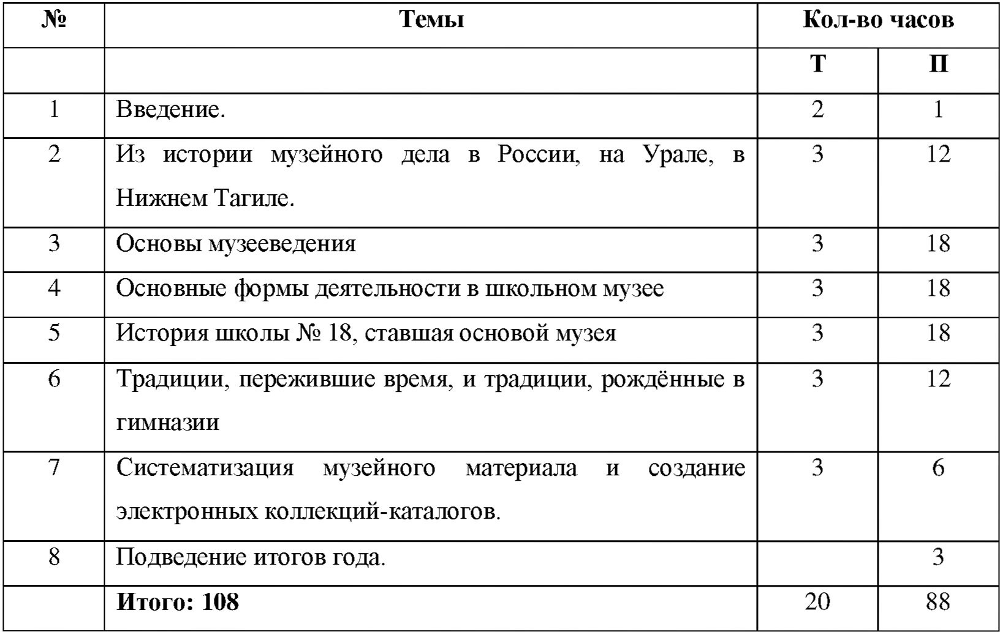 № Темы Кол-во часов
Т П
1 Введение. 2 1
2 Из истории музейного дела в России, на Урале, в 3 12
Нижнем Тагиле.
3 Основы музееведения 3 18
4 Основные формы деятельности в школьном музее 3 18
5 История школы № 18, ставшая основой музея 3 18
6 Традиции, пережившие время, и традиции, рождённые в 3 12
гимназии
7 Систематизация музейного материала и создание 3 6
электронных коллекций-каталогов.
8 Подведение итогов года. 3
Итого: 108 20 88